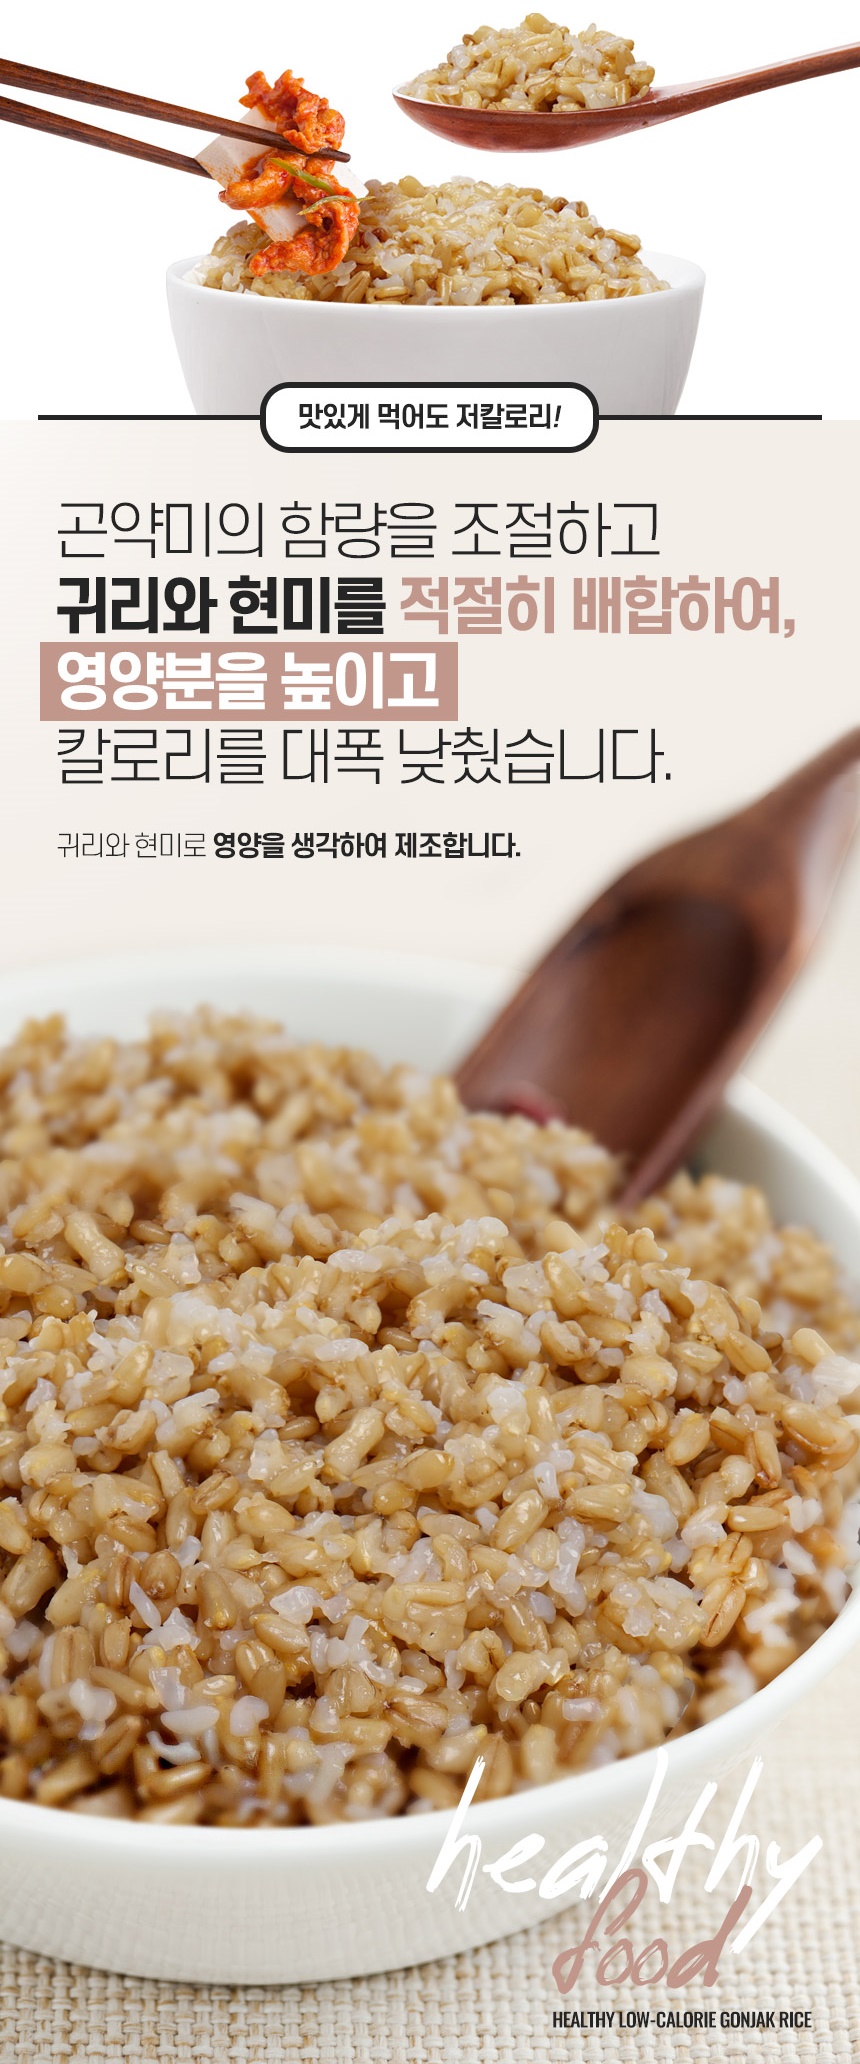 맛있게 먹어도 저칼로리!
곤약미의 함량을 조절하고
귀리와 현미를 적절히 배합하여,
영양분을 높이고
칼로리를 대폭 낮췄습니다.
귀리와 현미로 영양을 생각하여 제조합니다.
healthy
food
HEALTHY LOW-CALORIE GONJAK RICE